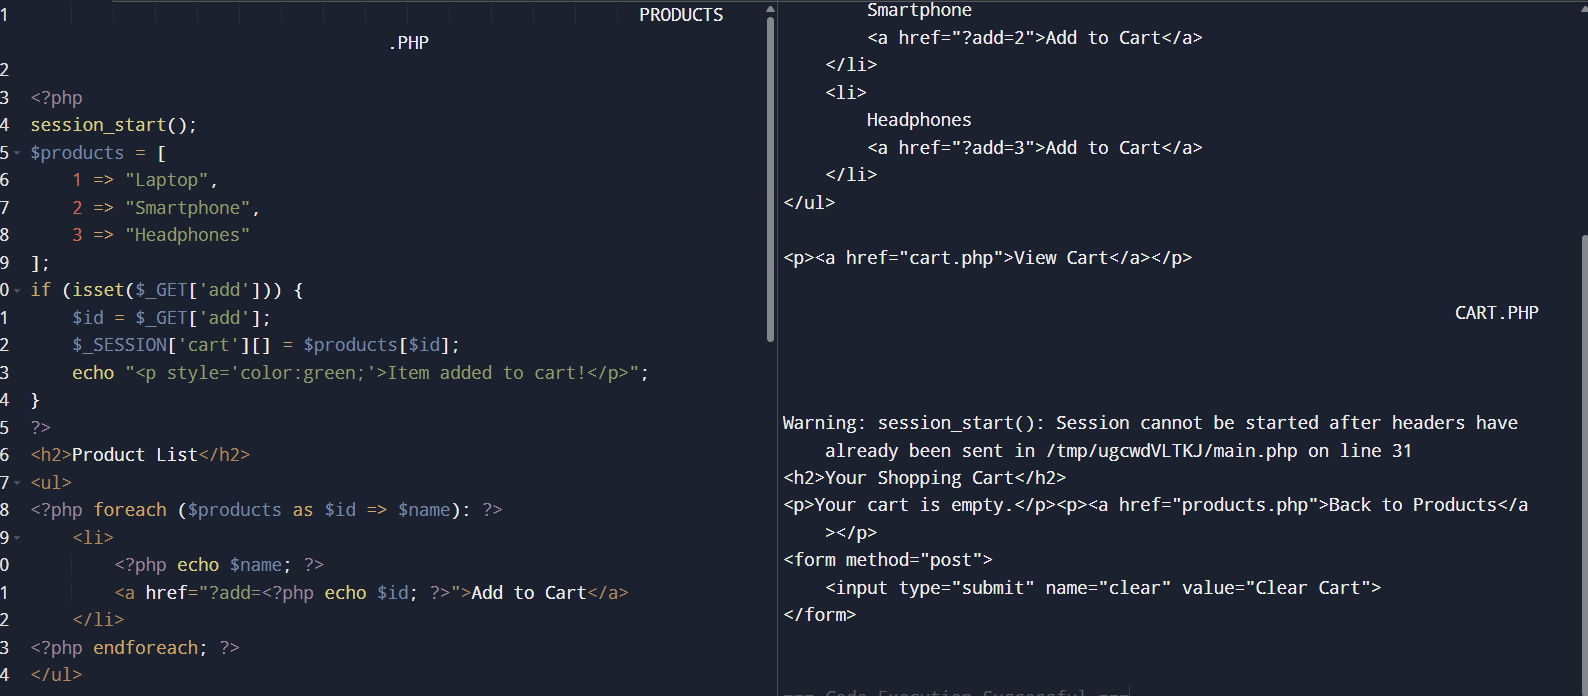 1 PRODUCTS
.PHP
2
3 <?php
4 session_start();
5 $products = [
6 1 => "Laptop",
7 2 => "Smartphone",
8 3 => "Headphones"
9 ];
0 if (isset($_GET['add'])) {
1 $id = $_GET['add'];
2 $_SESSION['cart'][] = $products[$id];
3 echo "<p style='color:green;'>Item added to cart!</p>";
4 }
5 ?>
6 <h2>Product List</h2>
7 <ul>
8 <?php foreach ($products as $id => $name): ?>
9 <li>
0 <?php echo $name; ?>
1 <a href="?add=<?php echo $id; ?>">Add to Cart</a>
2 </li>
3 <?php endforeach; ?>
4 </ul>
Smartphone
<a href="?add=2">Add to Cart</a>
</li>
<li>
Headphones
<a href="?add=3">Add to Cart</a>
</li>
</ul>
<p><a href="cart.php">View Cart</a></p>
CART.PHP
Warning: session_start(): Session cannot be started after headers have
already been sent in /tmp/ugcwdVLTKJ/main.php on line 31
<h2>Your Shopping Cart</h2>
<p>Your cart is empty.</p><p><a href="products.php">Back to Products</a
></p>
<form method="post">
<input type="submit" name="clear" value="Clear Cart">
</form>
=== Code Execution Successful ===